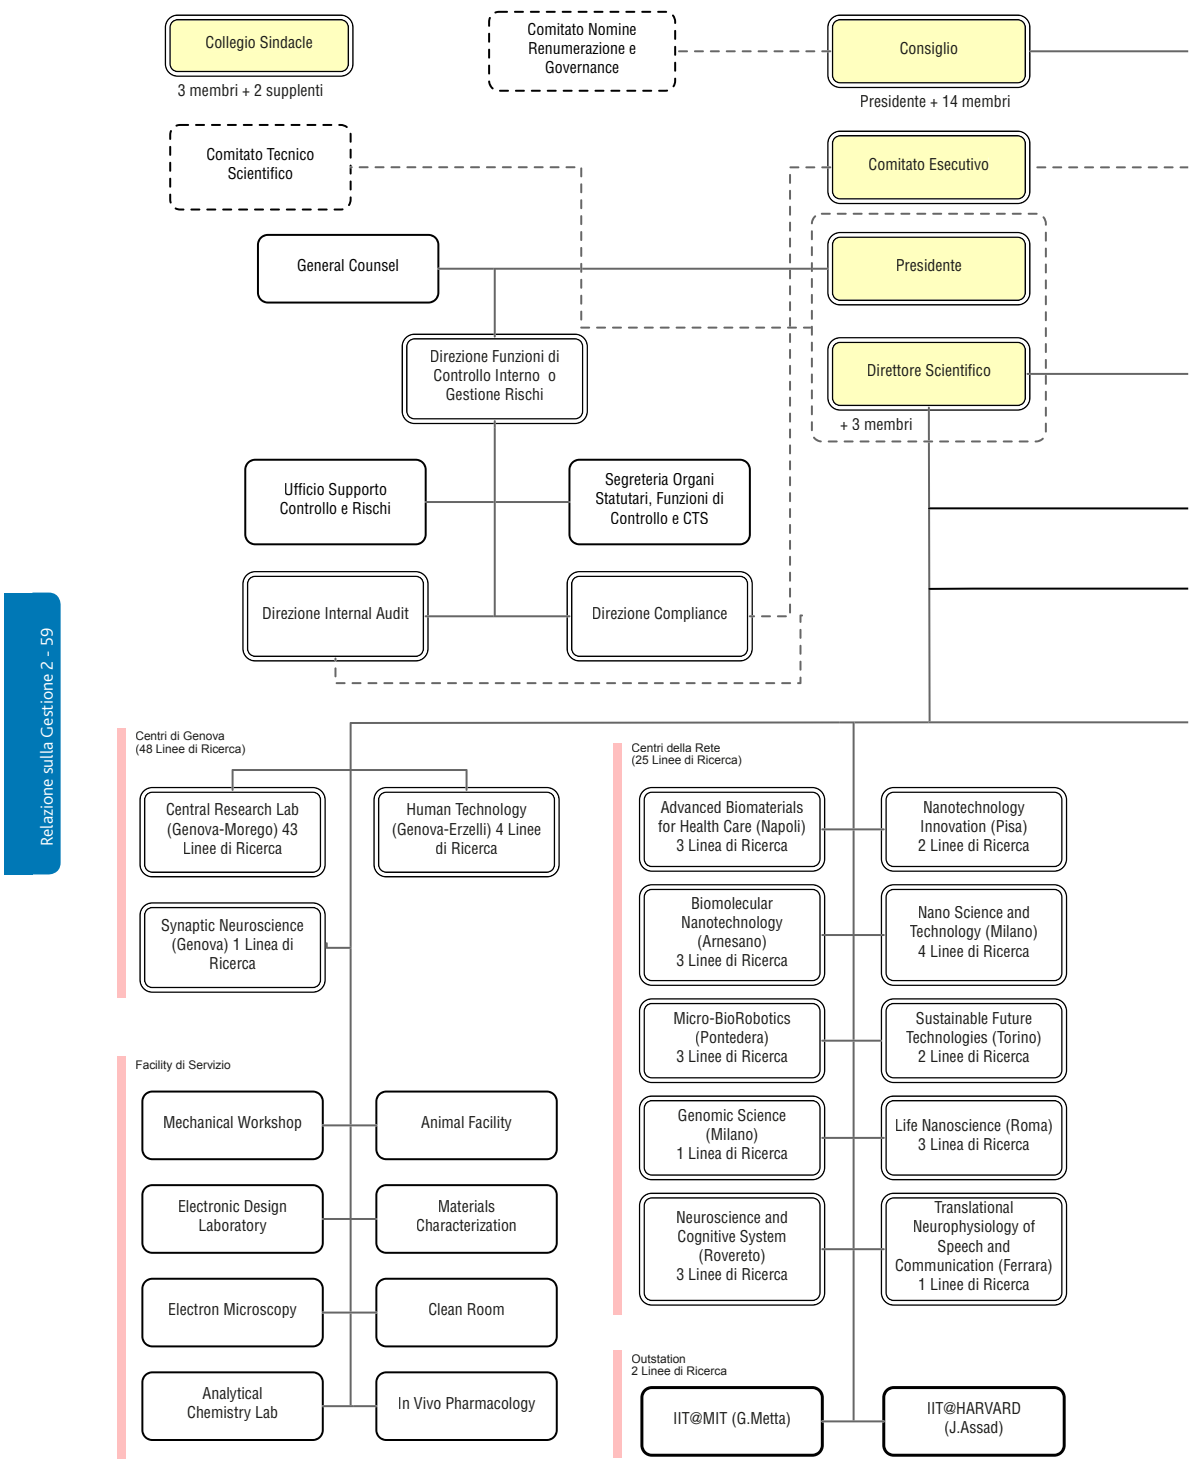 Collegio Sindacle
3 membri + 2 supplenti
Comitato Nomine
Renumerazione e
Governance
Consiglio
Presidente + 14 membri
Comitato Tecnico
Scientifico
Comitato Esecutivo
General Counsel
Presidente
Direzione Funzioni di
Controllo Interno o
Gestione Rischi
Direttore Scientifico
+ 3 membri
Ufficio Supporto
Controllo e Rischi
Segreteria Organi
Statutari, Funzioni di
Controllo e CTS
Direzione Internal Audit
Direzione Compliance
Relazione sulla Gestione 2 - 59
Centri di Genova
(48 Linee di Ricerca)
Central Research Lab
(Genova-Morego) 43
Linee di Ricerca
Human Technology
(Genova-Erzelli) 4 Linee
di Ricerca
Synaptic Neuroscience
(Genova) 1 Linea di
Ricerca
Facility di Servizio
Mechanical Workshop
Animal Facility
Electronic Design
Laboratory
Materials
Characterization
Electron Microscopy
Clean Room
Analytical
Chemistry Lab
In Vivo Pharmacology
Centri della Rete
(25 Linee di Ricerca)
Advanced Biomaterials
for Health Care (Napoli)
3 Linea di Ricerca
Nanotechnology
Innovation (Pisa)
2 Linee di Ricerca
Biomolecular
Nanotechnology
(Arnesano)
3 Linee di Ricerca
Nano Science and
Technology (Milano)
4 Linee di Ricerca
Micro-BioRobotics
(Pontedera)
3 Linee di Ricerca
Sustainable Future
Technologies (Torino)
2 Linee di Ricerca
Genomic Science
(Milano)
1 Linea di Ricerca
Life Nanoscience (Roma)
3 Linea di Ricerca
Neuroscience and
Cognitive System
(Rovereto)
3 Linee di Ricerca
Translational
Neurophysiology of
Speech and
Communication (Ferrara)
1 Linee di Ricerca
Outstation
2 Linee di Ricerca
IIT@MIT (G.Metta)
IIT@HARVARD
(J.Assad)